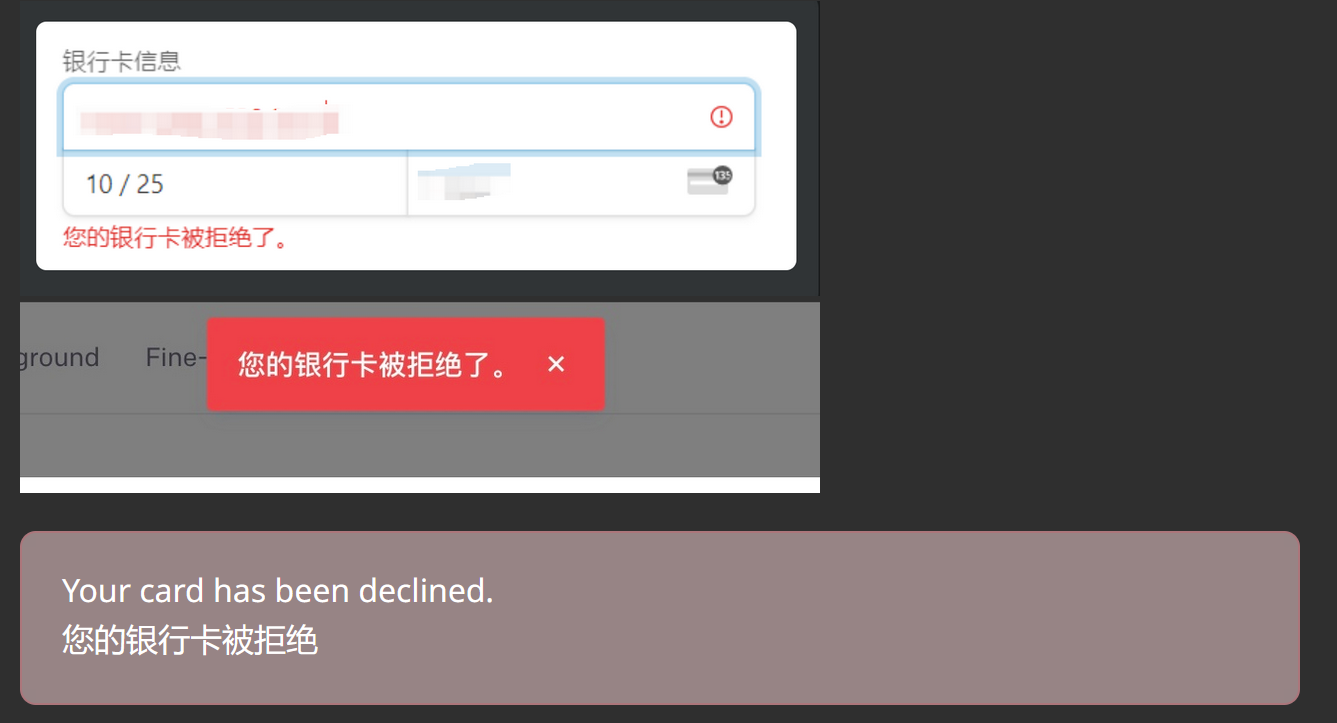 银行卡信息
10 / 25
135
您的银行卡被拒绝了。
ground Fine-
您的银行卡被拒绝了。 ×
Your card has been declined.
您的银行卡被拒绝